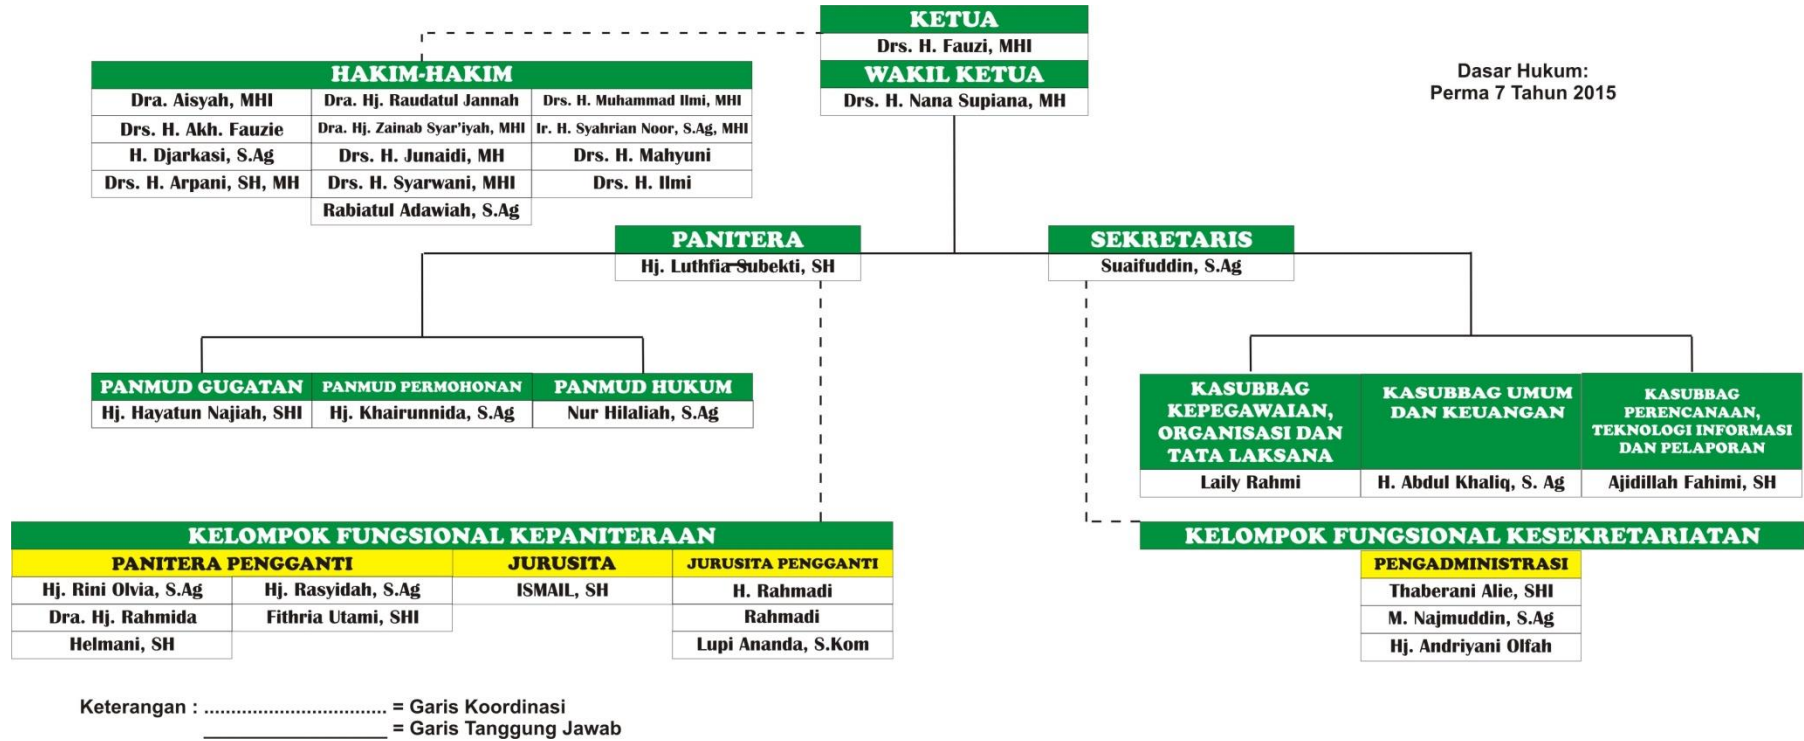 KETUA
Drs. H. Fauzi, MHI
WAKIL KETUA
Drs. H. Nana Supiana, MH
Dasar Hukum:
Perma 7 Tahun 2015
HAKIM-HAKIM
Dra. Aisyah, MHI Dra. Hj. Raudatul Jannah Drs. H. Muhammad Ilmi, MHI
Drs. H. Akh. Fauzie Dra. Hj. Zainab Syar'iyah, MHI Ir. H. Syahrian Noor, S.Ag, MHI
H. Djarkasi, S.Ag Drs. H. Junaidi, MH Drs. H. Mahyuni
Drs. H. Arpani, SH, MH Drs. H. Syarwani, MHI Drs. H. Ilmi
Rabiatul Adawiah, S.Ag
PANITERA
Hj. Luthfia Subekti, SH
SEKRETARIS
Suaifuddin, S.Ag
PANMUD GUGATAN PANMUD PERMOHONAN PANMUD HUKUM
Hj. Hayatun Najiah, SHI Hj. Khairunnida, S.Ag Nur Hilaliah, S.Ag
KASUBBAG
KEPEGAWAIAN,
ORGANISASI DAN
TATA LAKSANA
Laily Rahmi
KASUBBAG UMUM
DAN KEUANGAN
H. Abdul Khaliq, S. Ag
KASUBBAG
PERENCANAAN,
TEKNOLOGI INFORMASI
DAN PELAPORAN
Ajidillah Fahimi, SH
KELOMPOK FUNGSIONAL KEPANITERAAN
PANITERA PENGGANTI JURUSITA JURUSITA PENGGANTI
Hj. Rini Olvia, S.Ag Hj. Rasyidah, S.Ag ISMAIL, SH H. Rahmadi
Dra. Hj. Rahmida Fithria Utami, SHI Rahmadi
Helmani, SH Lupi Ananda, S.Kom
KELOMPOK FUNGSIONAL KESEKRETARIATAN
PENGADMINISTRASI
Thaberani Alie, SHI
M. Najmuddin, S.Ag
Hj. Andriyani Olfah
Keterangan : .................................. = Garis Koordinasi
= Garis Tanggung Jawab